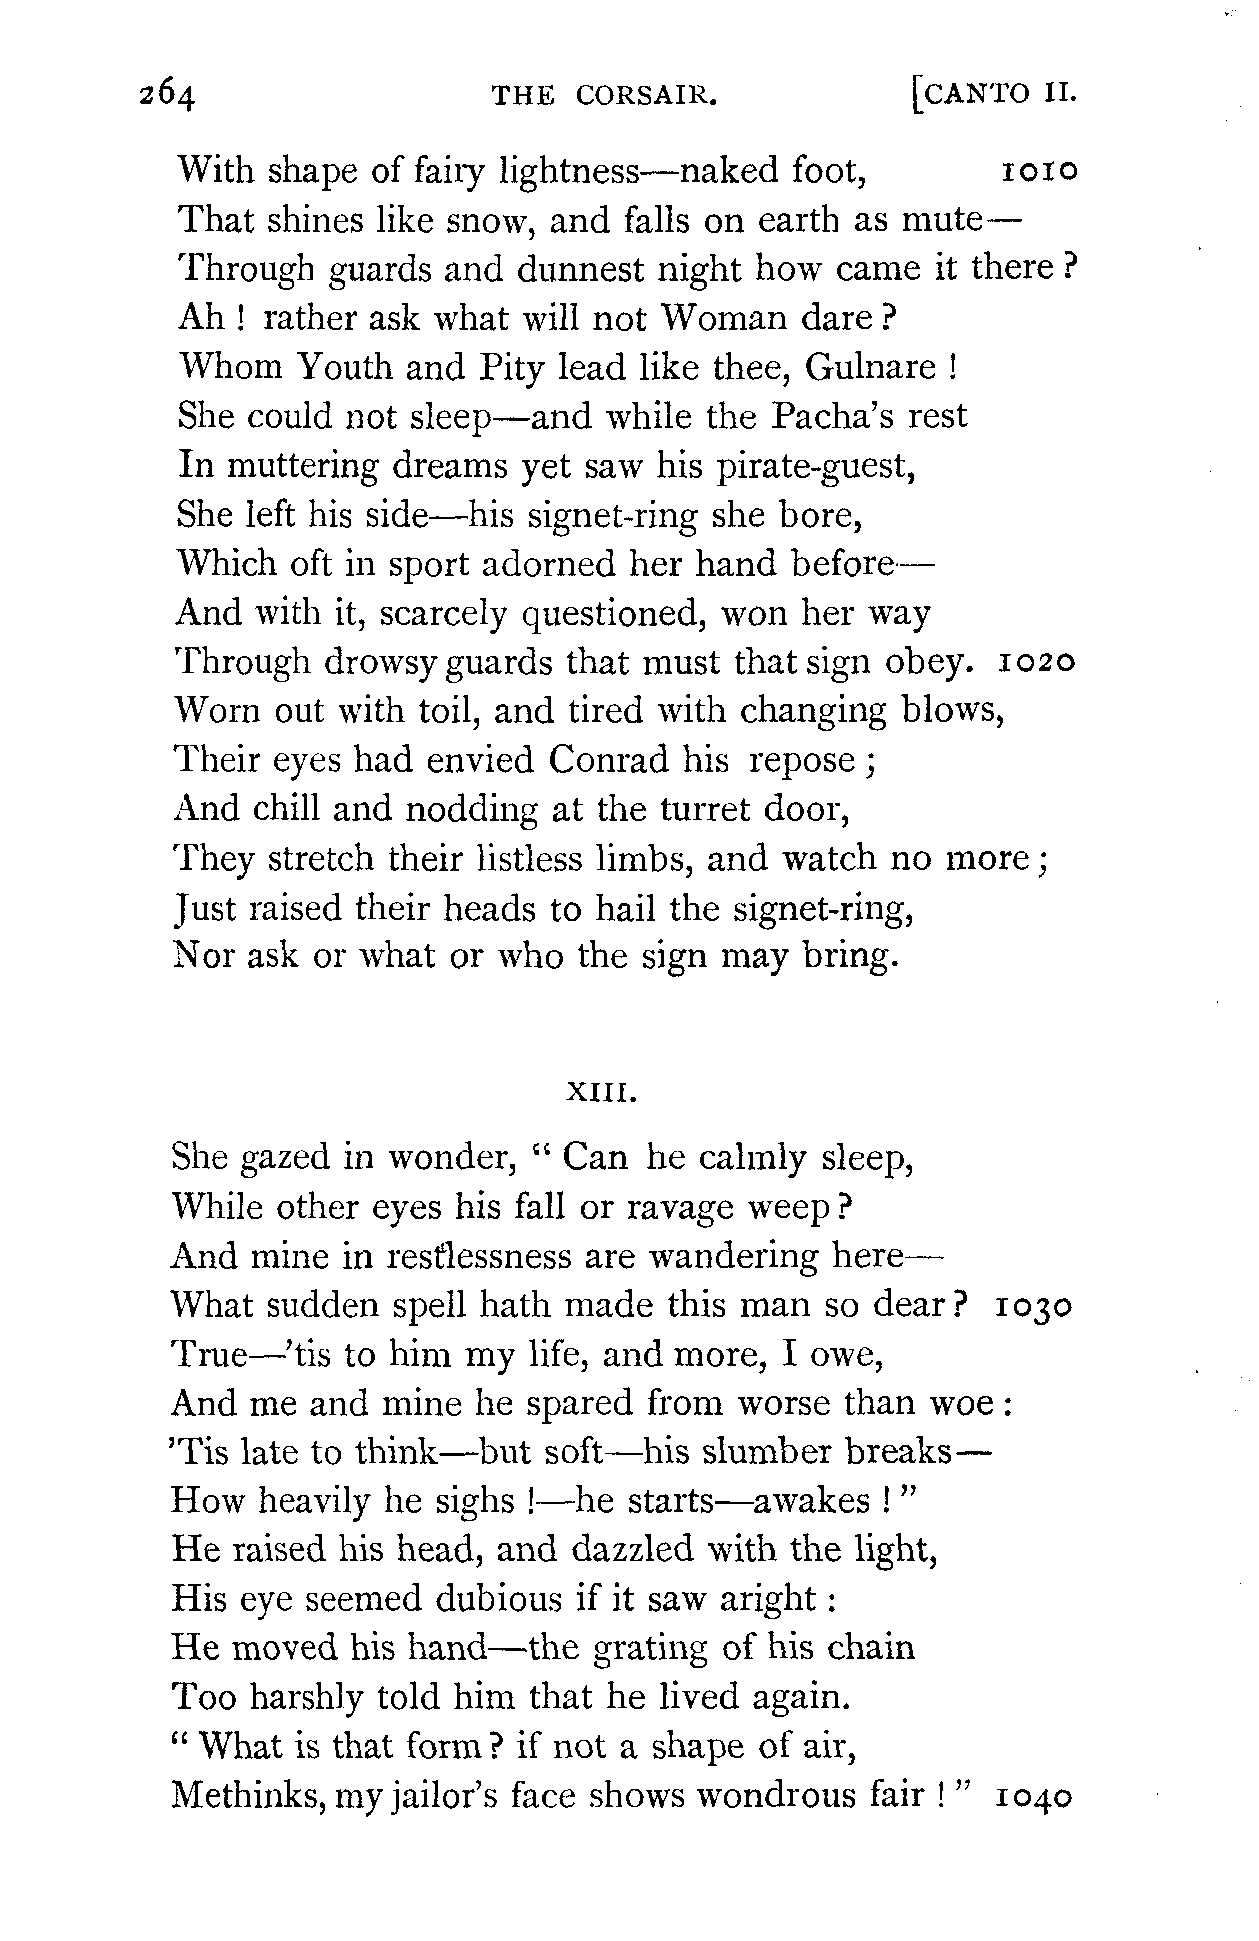 264 THE CORSAIR. [CANTO II.
With shape of fairy lightness—naked foot, 1010
That shines like snow, and falls on earth as mute—
Through guards and dunnest night how came it there ?
Ah ! rather ask what will not Woman dare ?
Whom Youth and Pity lead like thee, Gulnare !
She could not sleep—and while the Pacha's rest
In muttering dreams yet saw his pirate-guest,
She left his side—his signet-ring she bore,
Which oft in sport adorned her hand before—
And with it, scarcely questioned, won her way
Through drowsy guards that must that sign obey. 1020
Worn out with toil, and tired with changing blows,
Their eyes had envied Conrad his repose ;
And chill and nodding at the turret door,
They stretch their listless limbs, and watch no more ;
Just raised their heads to hail the signet-ring,
Nor ask or what or who the sign may bring.
XIII.
She gazed in wonder, “ Can he calmly sleep,
While other eyes his fall or ravage weep ?
And mine in restlessness are wandering here—
What sudden spell hath made this man so dear ? 1030
True—'tis to him my life, and more, I owe,
And me and mine he spared from worse than woe :
'Tis late to think—but soft—his slumber breaks—
How heavily he sighs !—he starts—awakes ! ”
He raised his head, and dazzled with the light,
His eye seemed dubious if it saw aright :
He moved his hand—the grating of his chain
Too harshly told him that he lived again.
“ What is that form ? if not a shape of air,
Methinks, my jailor's face shows wondrous fair ! ” 1040